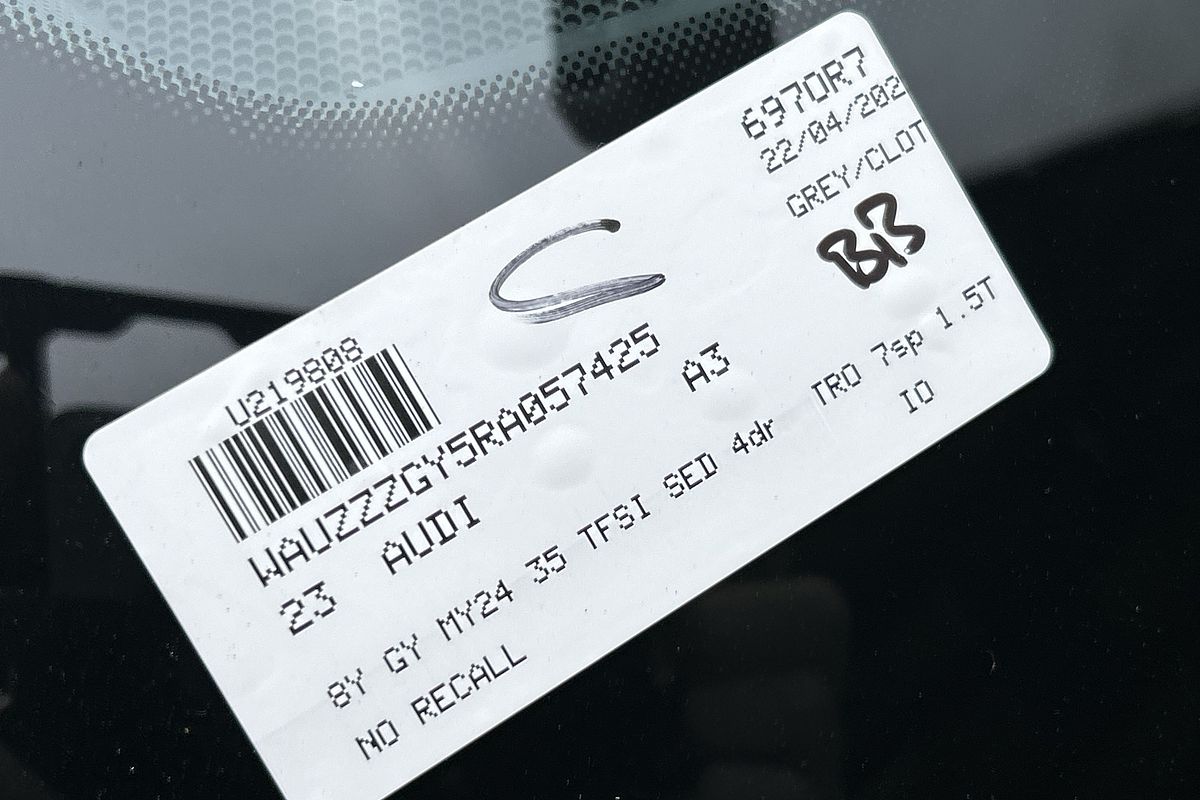 697OR7
22/04/202
GREY/CLOT
BB
C
U219808
WAUZZZGY5RA057425
23 AUDI A3
8Y GY MY24 35 TFSI SED 4dr TRO 7sp 1.5T
NO RECALL IO